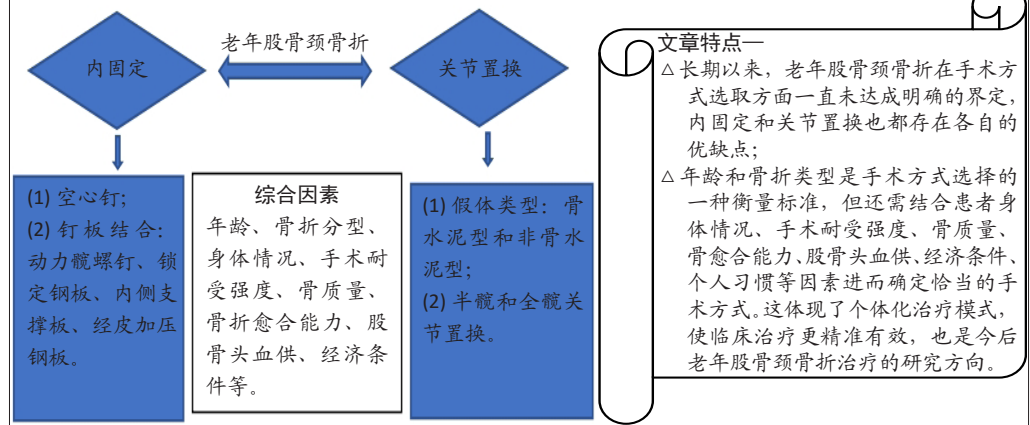 老年股骨颈骨折
内固定
关节置换
(1) 空心钉;
(2) 钉板结合:
动力髋螺钉、锁
定钢板、内侧支
撑板、经皮加压
钢板。
综合因素
年龄、骨折分型、
身体情况、手术耐
受强度、骨质量、
骨折愈合能力、股
骨头血供、经济条
件等。
(1) 假体类型: 骨
水泥型和非骨水
泥型;
(2) 半髋和全髋关
节置换。
文章特点—
△长期以来，老年股骨颈骨折在手术方
式选取方面一直未达成明确的界定，
内固定和关节置换也都存在各自的
优缺点；
△年龄和骨折类型是手术方式选择的
一种衡量标准，但还需结合患者身
体情况、手术耐受强度、骨质量、
骨愈合能力、股骨头血供、经济条件、
个人习惯等因素进而确定恰当的手
术方式。这体现了个体化治疗模式，
使临床治疗更精准有效，也是今后
老年股骨颈骨折治疗的研究方向。